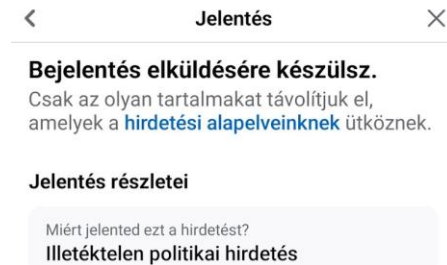 Jelentés
Bejelentés elküldésére készülsz.
Csak az olyan tartalmakat távolítjuk el,
amelyek a hirdetési alapelveinknek ütköznek.
Jelentés részletei
Miért jelented ezt a hirdetést?
Illetéktelen politikai hirdetés